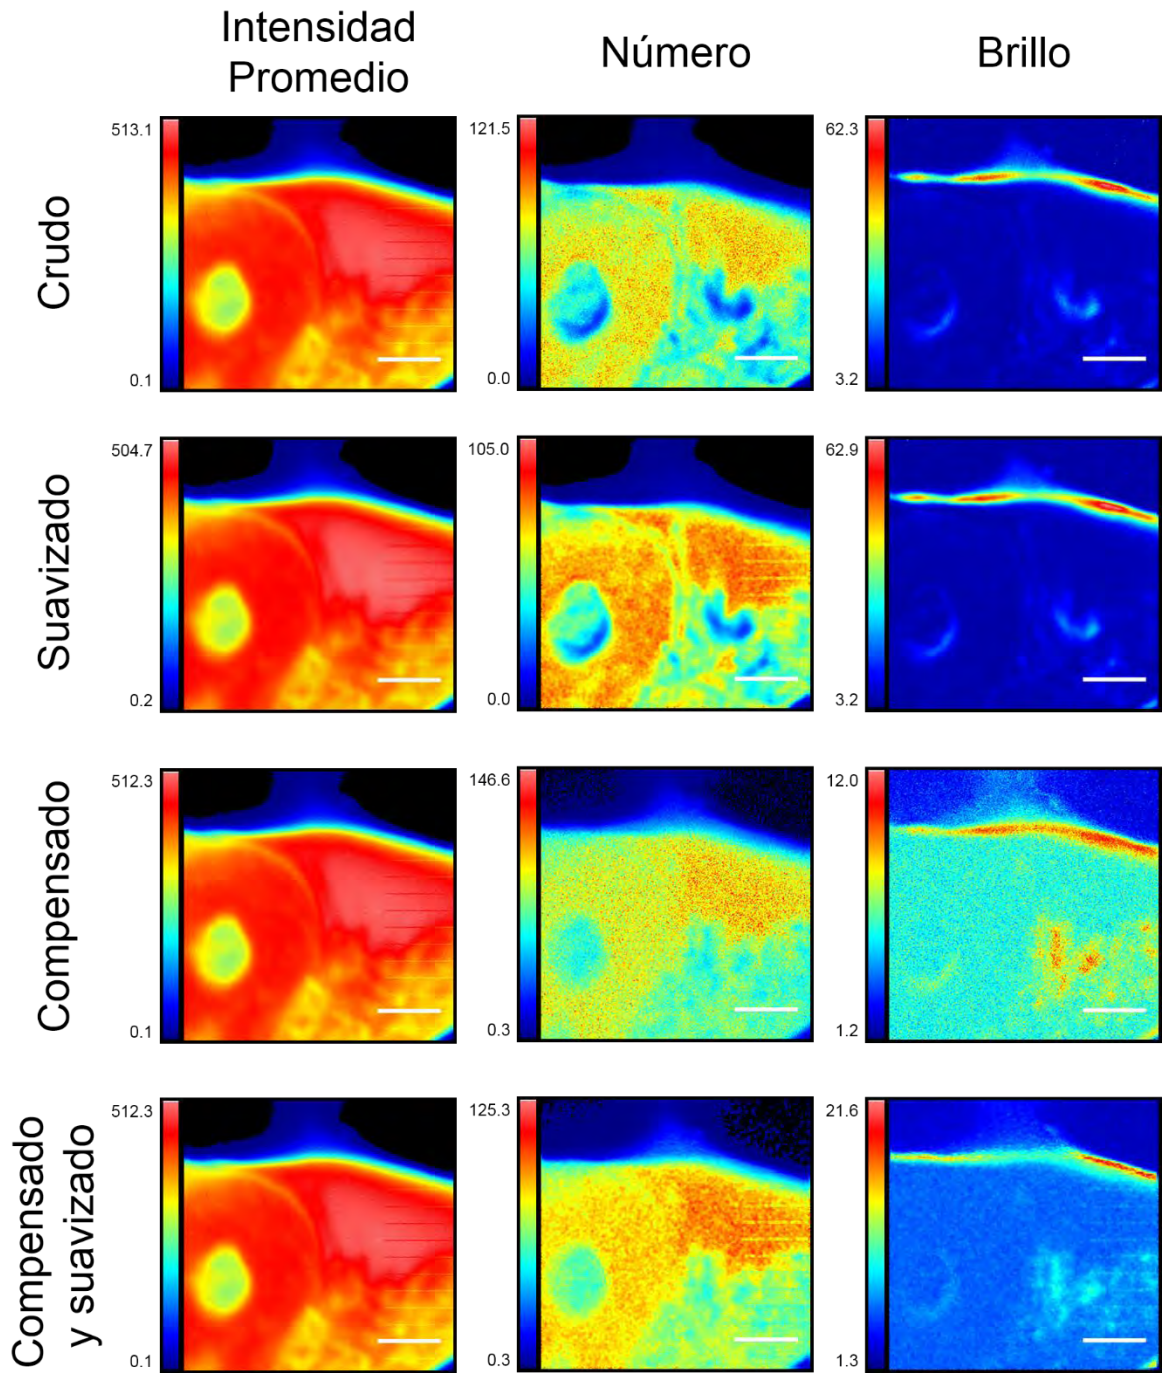 Intensidad
Promedio
Número
Brillo
Crudo
513.1
0.1
121.5
0.0
62.3
3.2
Suavizado
504.7
0.2
105.0
0.0
62.9
3.2
Compensado
512.3
0.1
146.6
0.3
12.0
1.2
Compensado
y suavizado
512.3
0.1
125.3
0.3
21.6
1.3